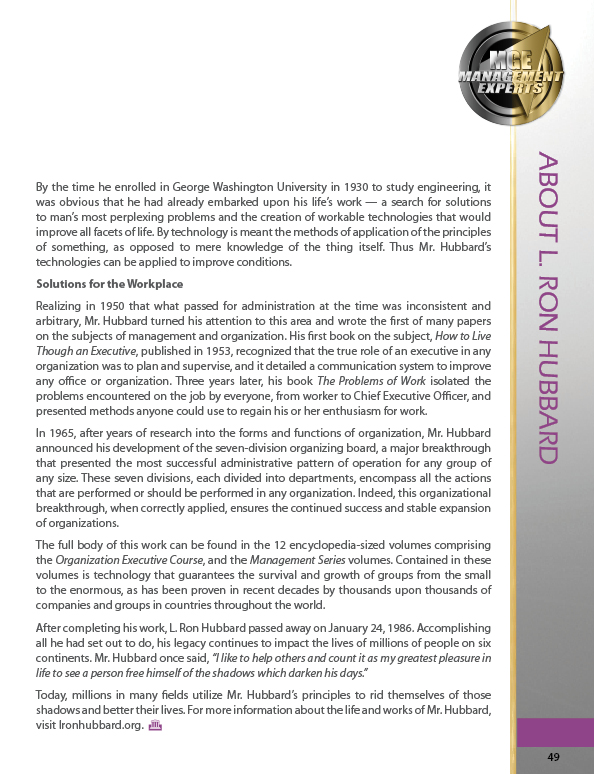 MGE
MANAGEMENT
EXPERTS
ABOUT L. RON HUBBARD
By the time he enrolled in George Washington University in 1930 to study engineering, it
was obvious that he had already embarked upon his life's work — a search for solutions
to man's most perplexing problems and the creation of workable technologies that would
improve all facets of life. By technology is meant the methods of application of the principles
of something, as opposed to mere knowledge of the thing itself. Thus Mr. Hubbard's
technologies can be applied to improve conditions.
Solutions for the Workplace
Realizing in 1950 that what passed for administration at the time was inconsistent and
arbitrary, Mr. Hubbard turned his attention to this area and wrote the first of many papers
on the subjects of management and organization. His first book on the subject, How to Live
Though an Executive, published in 1953, recognized that the true role of an executive in any
organization was to plan and supervise, and it detailed a communication system to improve
any office or organization. Three years later, his book The Problems of Work isolated the
problems encountered on the job by everyone, from worker to Chief Executive Officer, and
presented methods anyone could use to regain his or her enthusiasm for work.
In 1965, after years of research into the forms and functions of organization, Mr. Hubbard
announced his development of the seven-division organizing board, a major breakthrough
that presented the most successful administrative pattern of operation for any group of
any size. These seven divisions, each divided into departments, encompass all the actions
that are performed or should be performed in any organization. Indeed, this organizational
breakthrough, when correctly applied, ensures the continued success and stable expansion
of organizations.
The full body of this work can be found in the 12 encyclopedia-sized volumes comprising
the Organization Executive Course, and the Management Series volumes. Contained in these
volumes is technology that guarantees the survival and growth of groups from the small
to the enormous, as has been proven in recent decades by thousands upon thousands of
companies and groups in countries throughout the world.
After completing his work, L. Ron Hubbard passed away on January 24, 1986. Accomplishing
all he had set out to do, his legacy continues to impact the lives of millions of people on six
continents. Mr. Hubbard once said, "I like to help others and count it as my greatest pleasure in
life to see a person free himself of the shadows which darken his days."
Today, millions in many fields utilize Mr. Hubbard's principles to rid themselves of those
shadows and better their lives. For more information about the life and works of Mr. Hubbard,
visit lronhubbard.org.
49